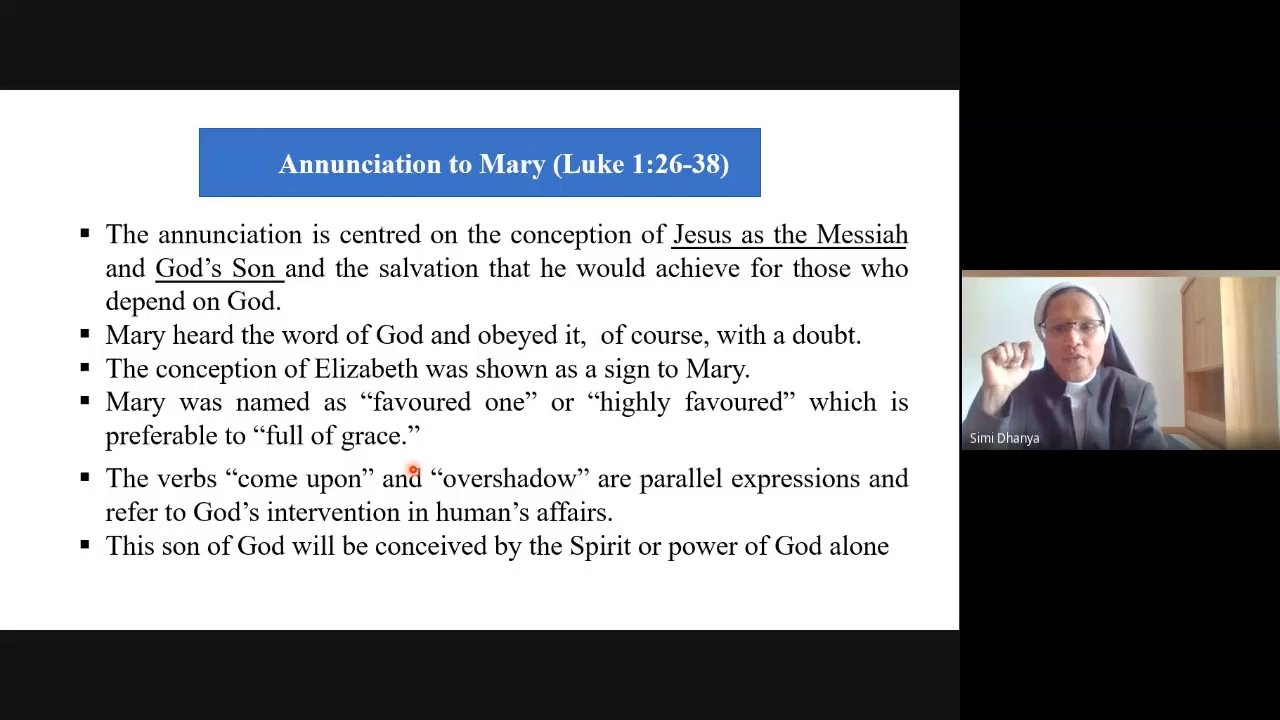 Annunciation to Mary (Luke 1:26-38)
▪ The annunciation is centred on the conception of Jesus as the Messiah
and God’s Son and the salvation that he would achieve for those who
depend on God.
▪ Mary heard the word of God and obeyed it, of course, with a doubt.
▪ The conception of Elizabeth was shown as a sign to Mary.
▪ Mary was named as “favoured one” or “highly favoured” which is
preferable to “full of grace.”
▪ The verbs “come upon” and “overshadow” are parallel expressions and
refer to God’s intervention in human’s affairs.
▪ This son of God will be conceived by the Spirit or power of God alone
Simi Dhanya